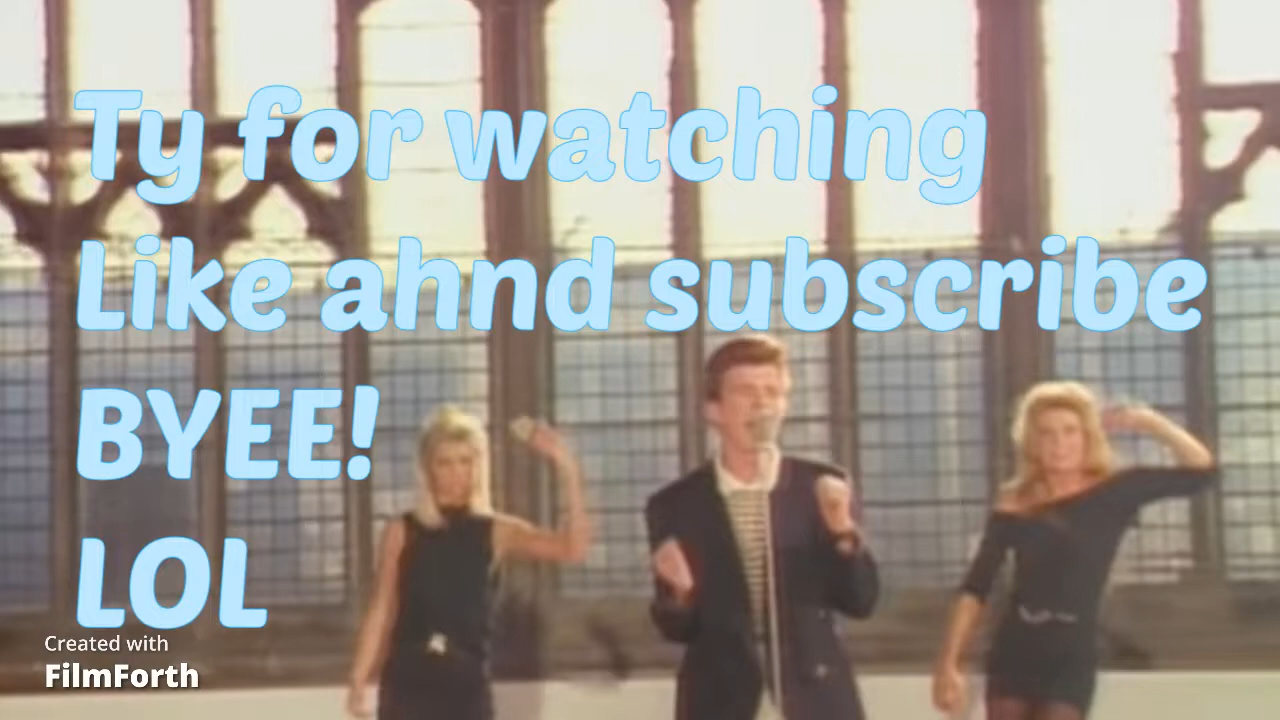 Ty for watching
Like ahnd subscribe
BYEE!
LOL
Created with
FilmForth